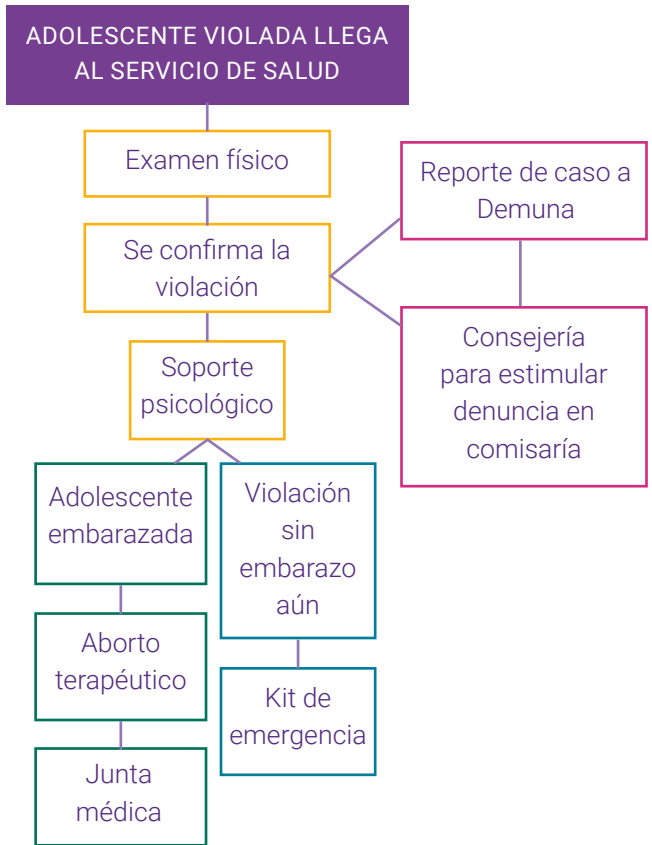 ADOLESCENTE VIOLADA LLEGA
AL SERVICIO DE SALUD
Examen físico
Se confirma la
violación
Reporte de caso a
Demuna
Consejería
para estimular
denuncia en
comisaría
Soporte
psicológico
Adolescente
embarazada
Aborto
terapéutico
Junta
médica
Violación
sin
embarazo
aún
Kit de
emergencia